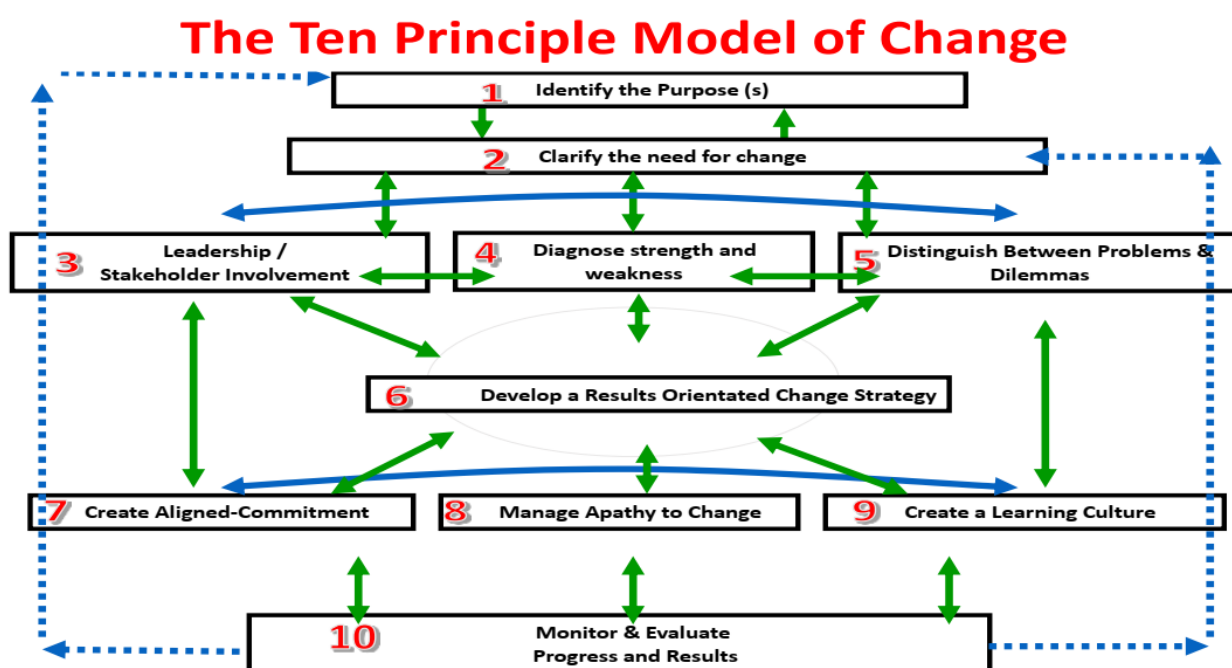 The Ten Principle Model of Change
1 Identify the Purpose (s)
2 Clarify the need for change
3 Leadership /
Stakeholder Involvement
4 Diagnose strength and
weakness
5 Distinguish Between Problems &
Dilemmas
6 Develop a Results Orientated Change Strategy
7 Create Aligned-Commitment
8 Manage Apathy to Change
9 Create a Learning Culture
10 Monitor & Evaluate
Progress and Results